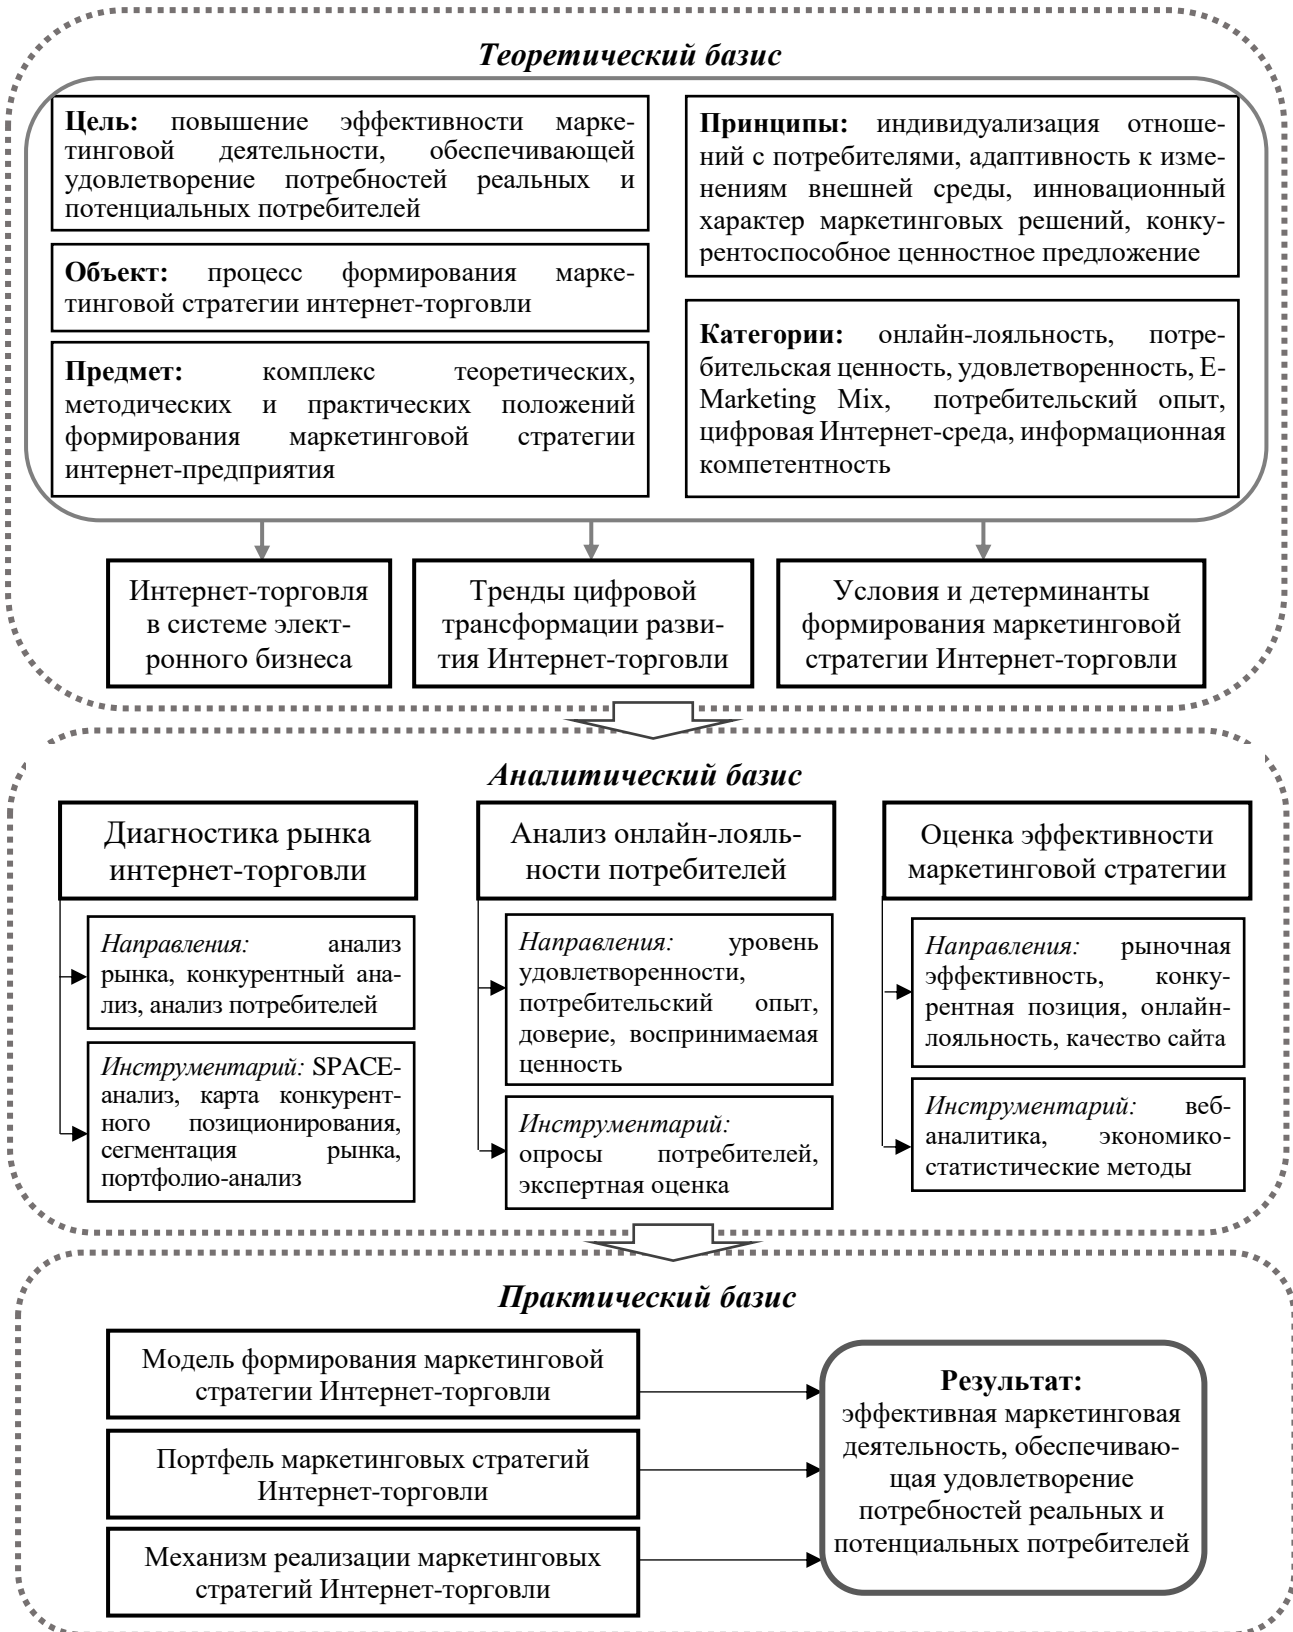 Теоретический базис
Цель: повышение эффективности марке-
тинговой деятельности, обеспечивающей
удовлетворение потребностей реальных и
потенциальных потребителей
Объект: процесс формирования марке-
тинговой стратегии интернет-торговли
Предмет: комплекс теоретических,
методических и практических положений
формирования маркетинговой стратегии
интернет-предприятия
Принципы: индивидуализация отноше-
ний с потребителями, адаптивность к изме-
нениям внешней среды, инновационный
характер маркетинговых решений, конку-
рентоспособное ценностное предложение
Категории: онлайн-лояльность, потре-
бительская ценность, удовлетворенность, E-
Marketing Mix, потребительский опыт,
цифровая Интернет-среда, информационная
компетентность
Интернет-торговля
в системе элект-
ронного бизнеса
Тренды цифровой
трансформации разви-
тия Интернет-торговли
Условия и детерминанты
формирования маркетинговой
стратегии Интернет-торговли
Аналитический базис
Диагностика рынка
интернет-торговли
Направления: анализ
рынка, конкурентный ана-
лиз, анализ потребителей
Инструментарий: SPACE-
анализ, карта конкурент-
ного позиционирования,
сегментация рынка,
портфолио-анализ
Анализ онлайн-лояль-
ности потребителей
Направления: уровень
удовлетворенности,
потребительский опыт,
доверие, воспринимаемая
ценность
Инструментарий:
опросы потребителей,
экспертная оценка
Оценка эффективности
маркетинговой стратегии
Направления: рыночная
эффективность, конку-
рентная позиция, онлайн-
лояльность, качество сайта
Инструментарий: веб-
аналитика, экономико-
статистические методы
Практический базис
Модель формирования маркетинговой
стратегии Интернет-торговли
Портфель маркетинговых стратегий
Интернет-торговли
Механизм реализации маркетинговых
стратегий Интернет-торговли
Результат:
эффективная маркетинговая
деятельность, обеспечиваю-
щая удовлетворение
потребностей реальных и
потенциальных потребителей